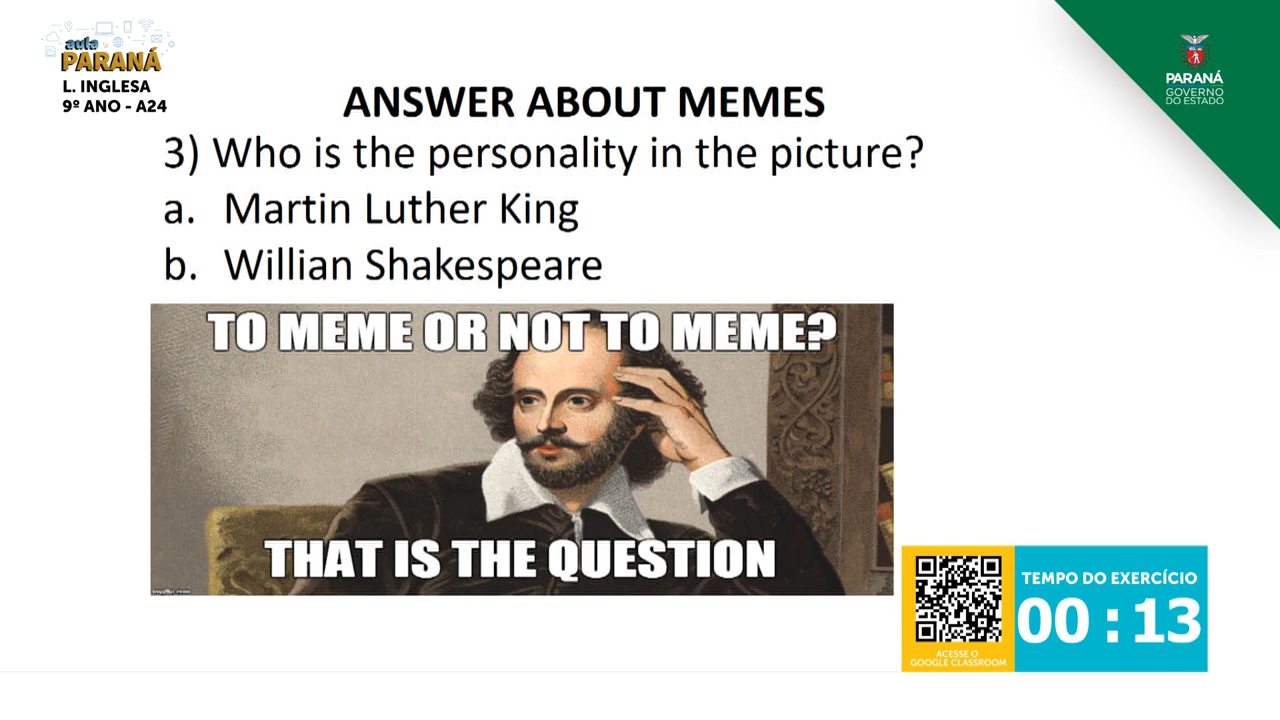 aula
PARANÁ
L. INGLESA
9º ANO - A24
PARANÁ
GOVERNO
DO ESTADO
ANSWER ABOUT MEMES
3) Who is the personality in the picture?
a. Martin Luther King
b. Willian Shakespeare
TO MEME OR NOT TO MEME?
THAT IS THE QUESTION
TEMPO DO EXERCÍCIO
00 : 13
ACESSE O
GOOGLE CLASSROOM